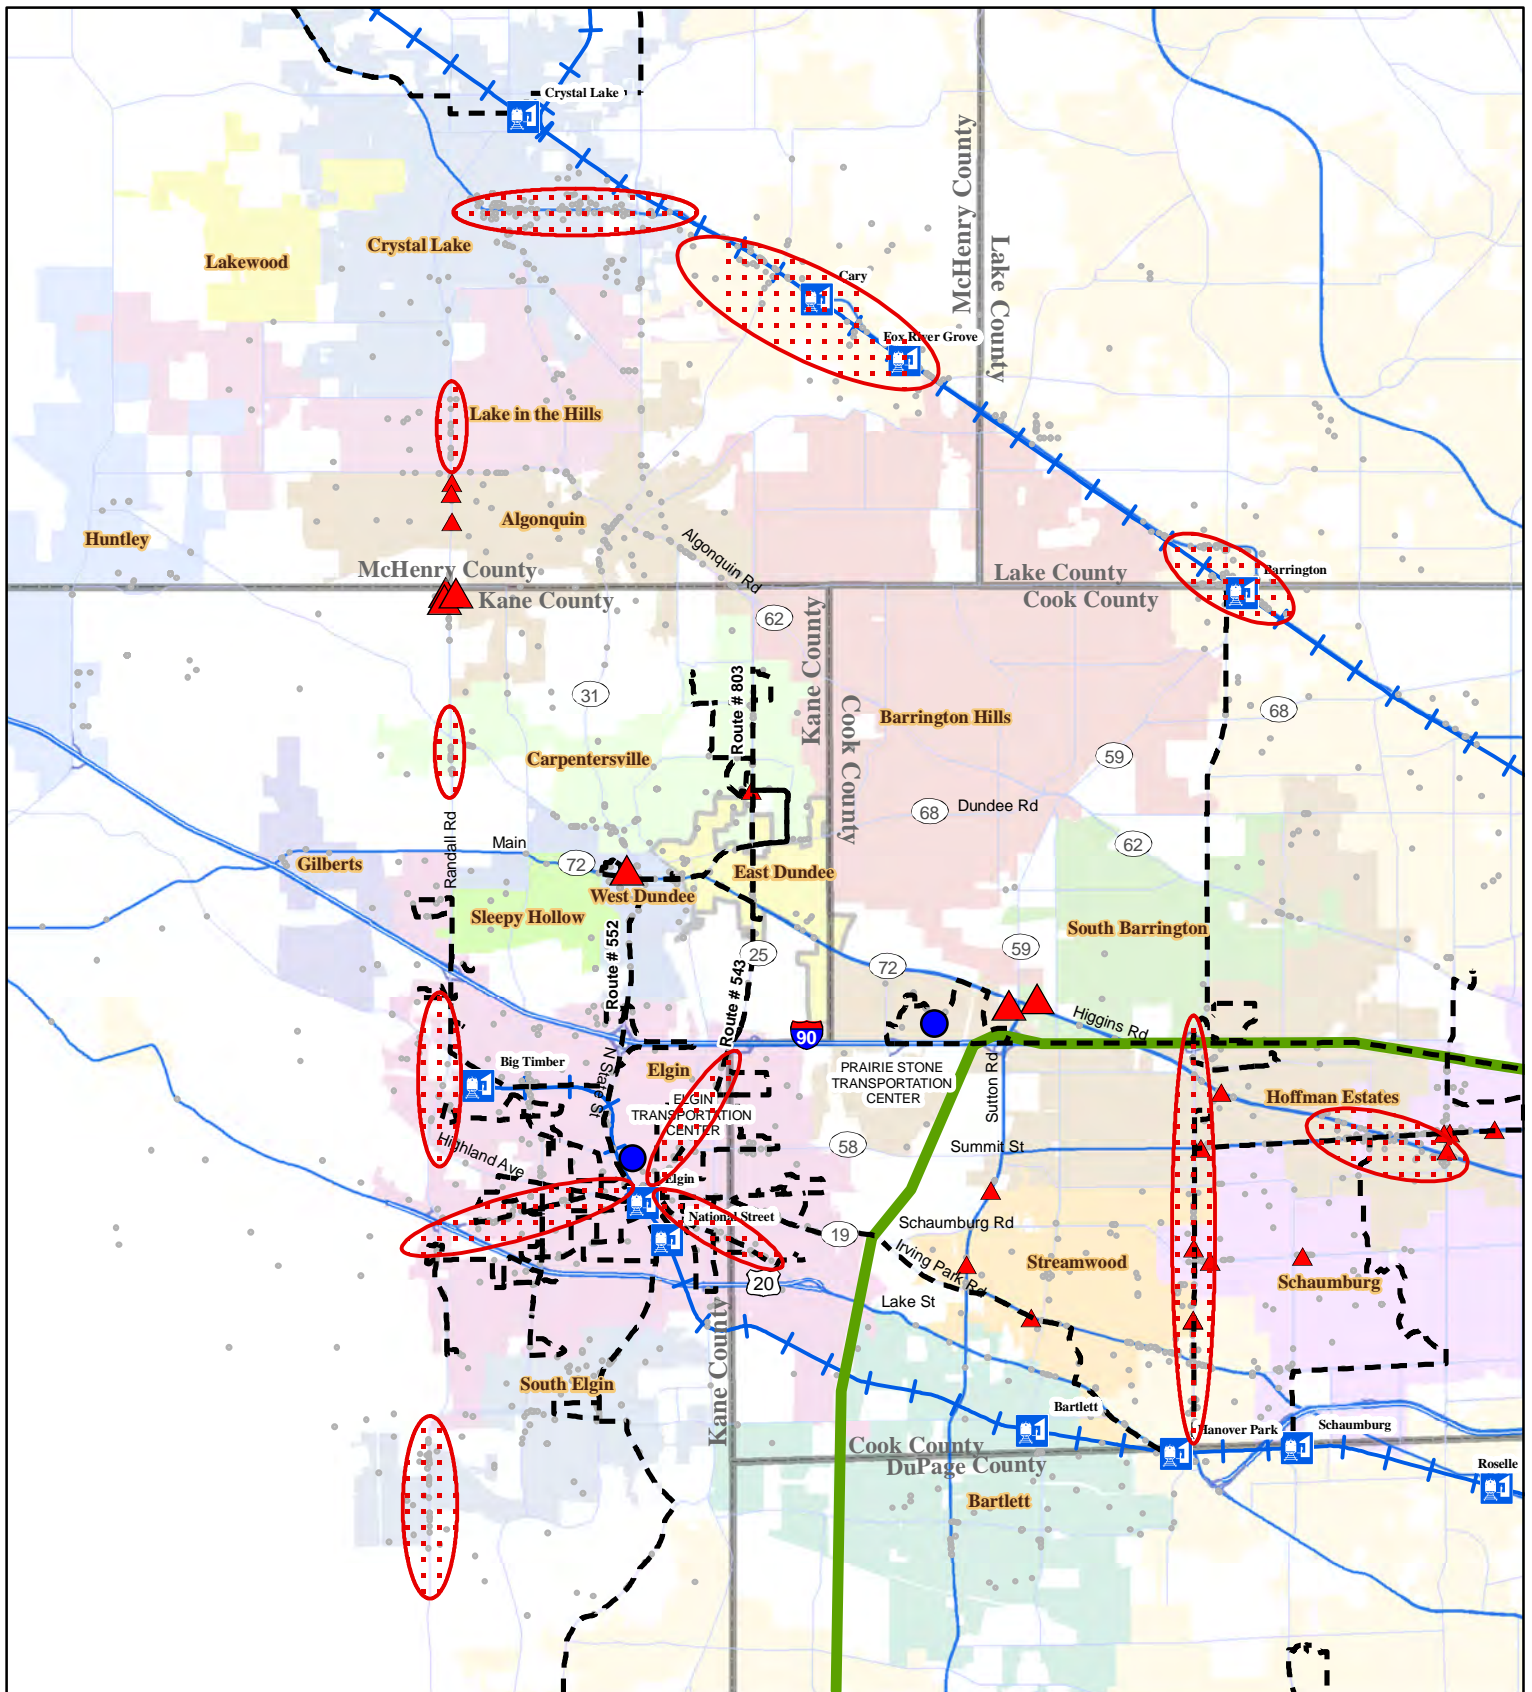 Crystal Lake
McHenry County
Lake County
Crystal Lake
Lakewood
Cary
Fox River Grove
Lake in the Hills
Algonquin
Huntley
Algonquin Rd
McHenry County
Kane County
Lake County
Cook County
Barrington
62
Kane County
Cook County
31
Route # 803
Barrington Hills
68
59
Carpentersville
68
Dundee Rd
Randall Rd
Main
72
62
Gilberts
East Dundee
West Dundee
Sleepy Hollow
South Barrington
Route # 552
25
59
72
Route # 543
Higgins Rd
90
Big Timber
N State St
Elgin
PRAIRIE STONE
TRANSPORTATION
CENTER
Sutton Rd
Hoffman Estates
ELGIN
TRANSPORTATION
CENTER
Highland Ave
58
Summit St
Elgin
National Street
19
Schaumburg Rd
Irving Park Rd
Streamwood
Schaumburg
20
Lake St
Kane County
South Elgin
Bartlett
Hanover Park
Schaumburg
Cook County
DuPage County
Roselle
Bartlett